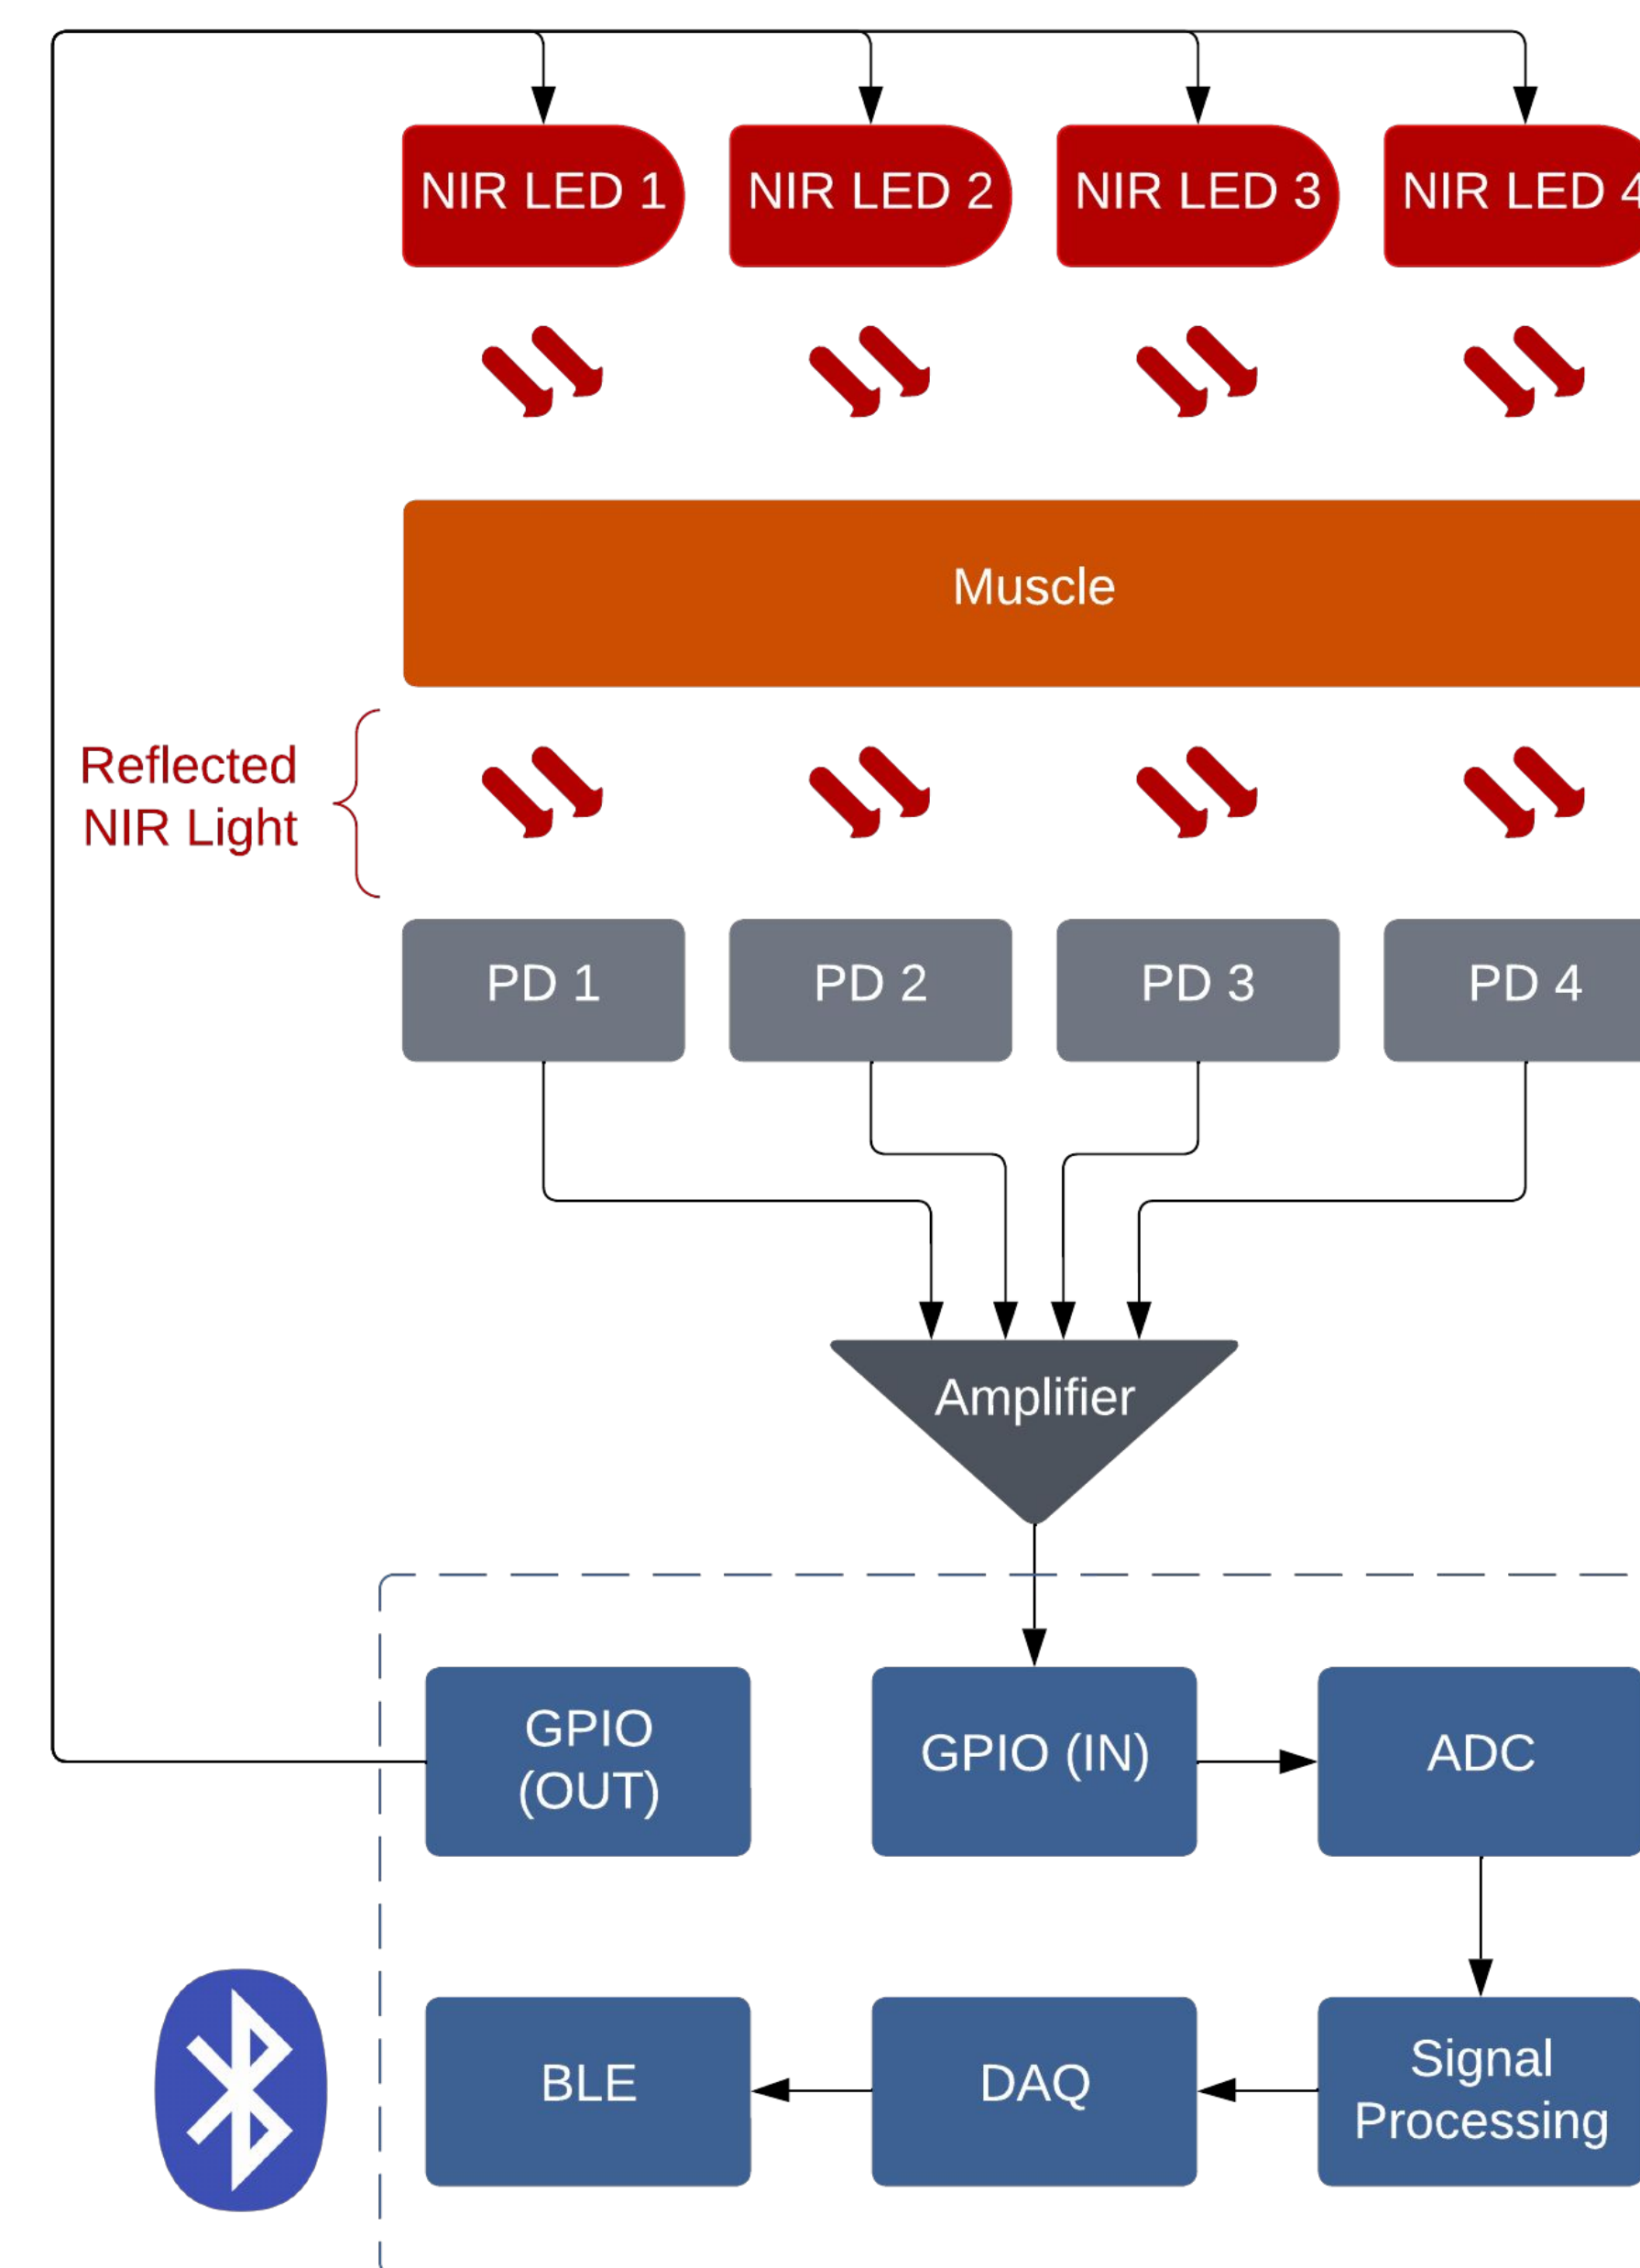 NIR LED 1
NIR LED 2
NIR LED 3
NIR LED 4
Muscle
Reflected
NIR Light
PD 1
PD 2
PD 3
PD 4
Amplifier
GPIO
(OUT)
GPIO (IN)
ADC
BLE
DAQ
Signal
Processing